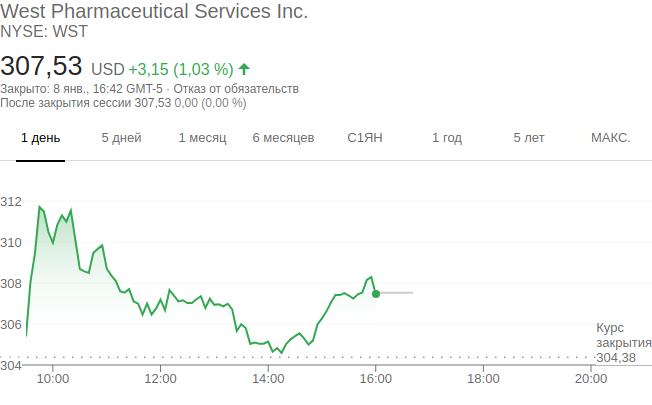 West Pharmaceutical Services Inc.
NYSE: WST
307,53 USD +3,15 (1,03 %)
Закрыто: 8 янв., 16:42 GMT-5 · Отказ от обязательств
После закрытия сессии 307,53 0,00 (0,00 %)
1 день 5 дней 1 месяц 6 месяцев С1ЯН 1 год 5 лет МАКС.
312
310
308
306
304
Курс
закрытия
304,38
10:00 12:00 14:00 16:00 18:00 20:00